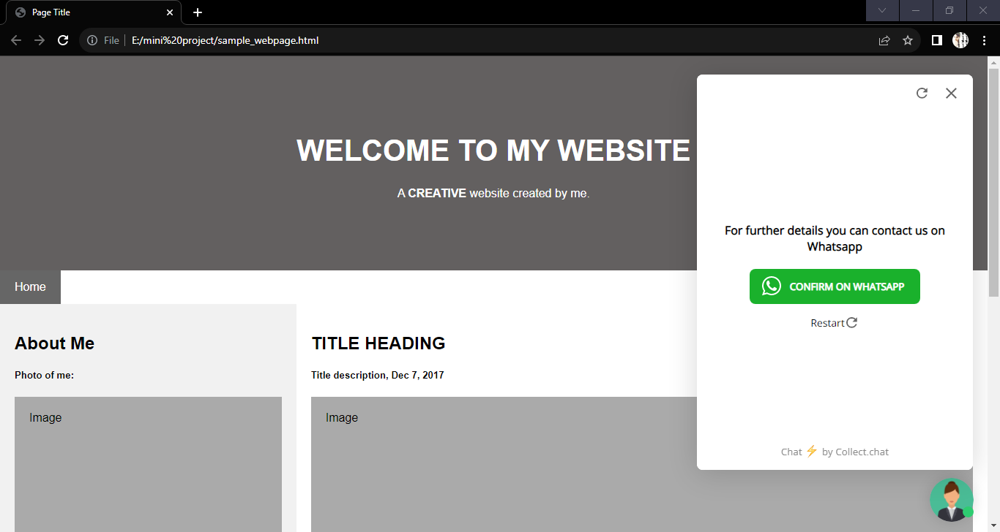 Page Title
File
E:/mini%20project/sample_webpage.html
WELCOME TO MY WEBSITE
A CREATIVE website created by me.
Home
About Me
Photo of me:
Image
TITLE HEADING
Title description, Dec 7, 2017
Image
For further details you can contact us on
Whatsapp
CONFIRM ON WHATSAPP
Restart
Chat ⚡ by Collect.chat